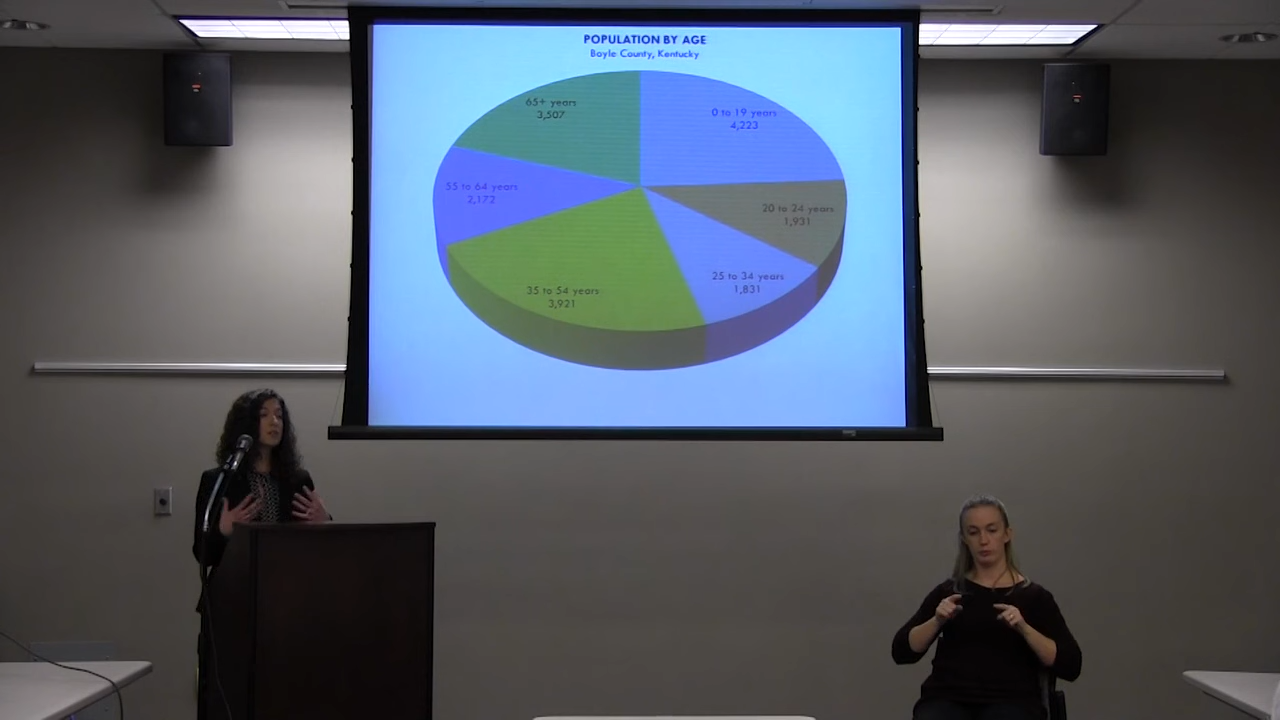 POPULATION BY AGE
Boyle County, Kentucky
65+ years
3,507
0 to 19 years
4,223
55 to 64 years
2,172
20 to 24 years
1,931
25 to 34 years
1,831
35 to 54 years
3,921